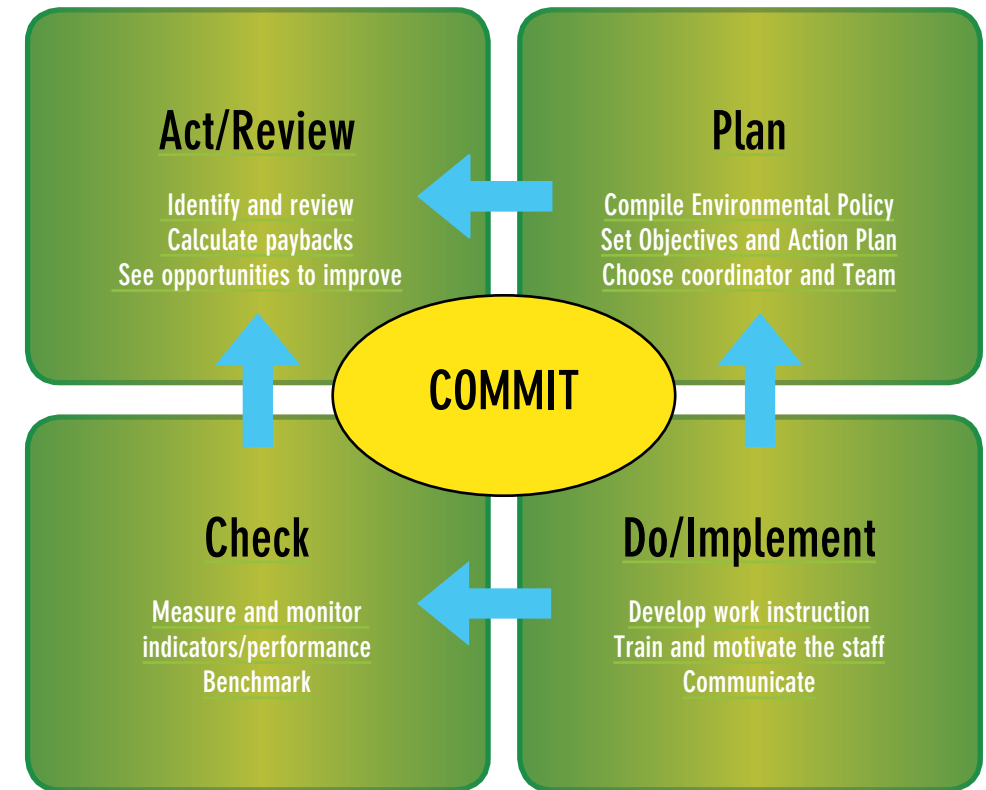 Act/Review
Identify and review
Calculate paybacks
See opportunities to improve
Plan
Compile Environmental Policy
Set Objectives and Action Plan
Choose coordinator and Team
COMMIT
Check
Measure and monitor
indicators/performance
Benchmark
Do/Implement
Develop work instruction
Train and motivate the staff
Communicate